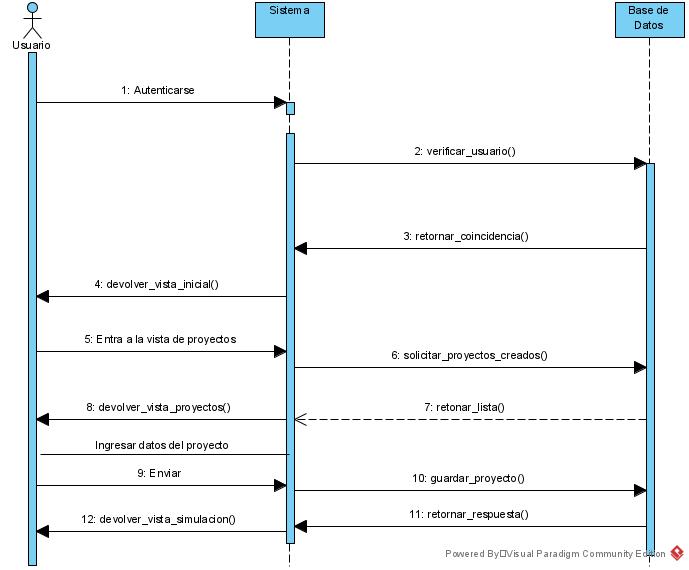 Usuario
Sistema
Base de
Datos
1: Autenticarse
2: verificar_usuario()
3: retornar_coincidencia()
4: devolver_vista_inicial()
5: Entra a la vista de proyectos
6: solicitar_proyectos_creados()
7: retonar_lista()
8: devolver_vista_proyectos()
Ingresar datos del proyecto
9: Enviar
10: guardar_proyecto()
11: retornar_respuesta()
12: devolver_vista_simulacion()
Powered By Visual Paradigm Community Edition